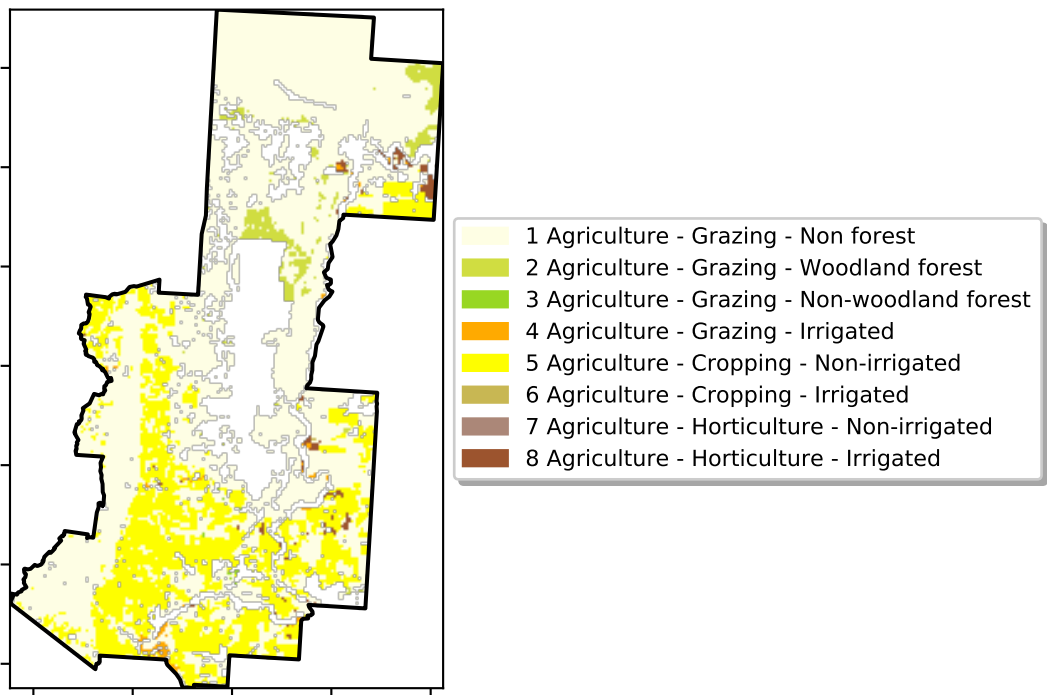 1 Agriculture - Grazing - Non forest
2 Agriculture - Grazing - Woodland forest
3 Agriculture - Grazing - Non-woodland forest
4 Agriculture - Grazing - Irrigated
5 Agriculture - Cropping - Non-irrigated
6 Agriculture - Cropping - Irrigated
7 Agriculture - Horticulture - Non-irrigated
8 Agriculture - Horticulture - Irrigated